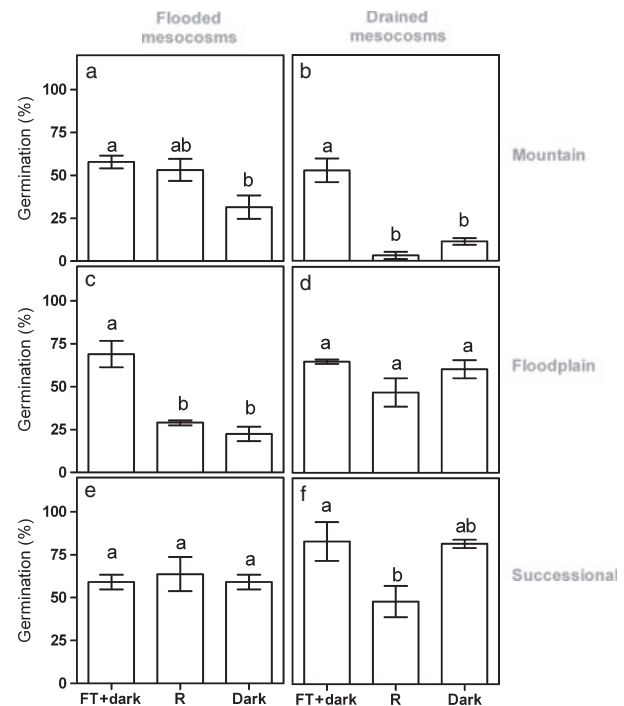 Flooded
mesocosms
Drained
mesocosms
a
b
Germination (%)
100
75
50
25
0
a
ab
b
a
b
b
Mountain
c
d
Germination (%)
100
75
50
25
0
a
b
b
a
a
a
Floodplain
e
f
Germination (%)
100
75
50
25
0
a
a
a
a
b
ab
Successional
FT+dark
R
Dark
FT+dark
R
Dark